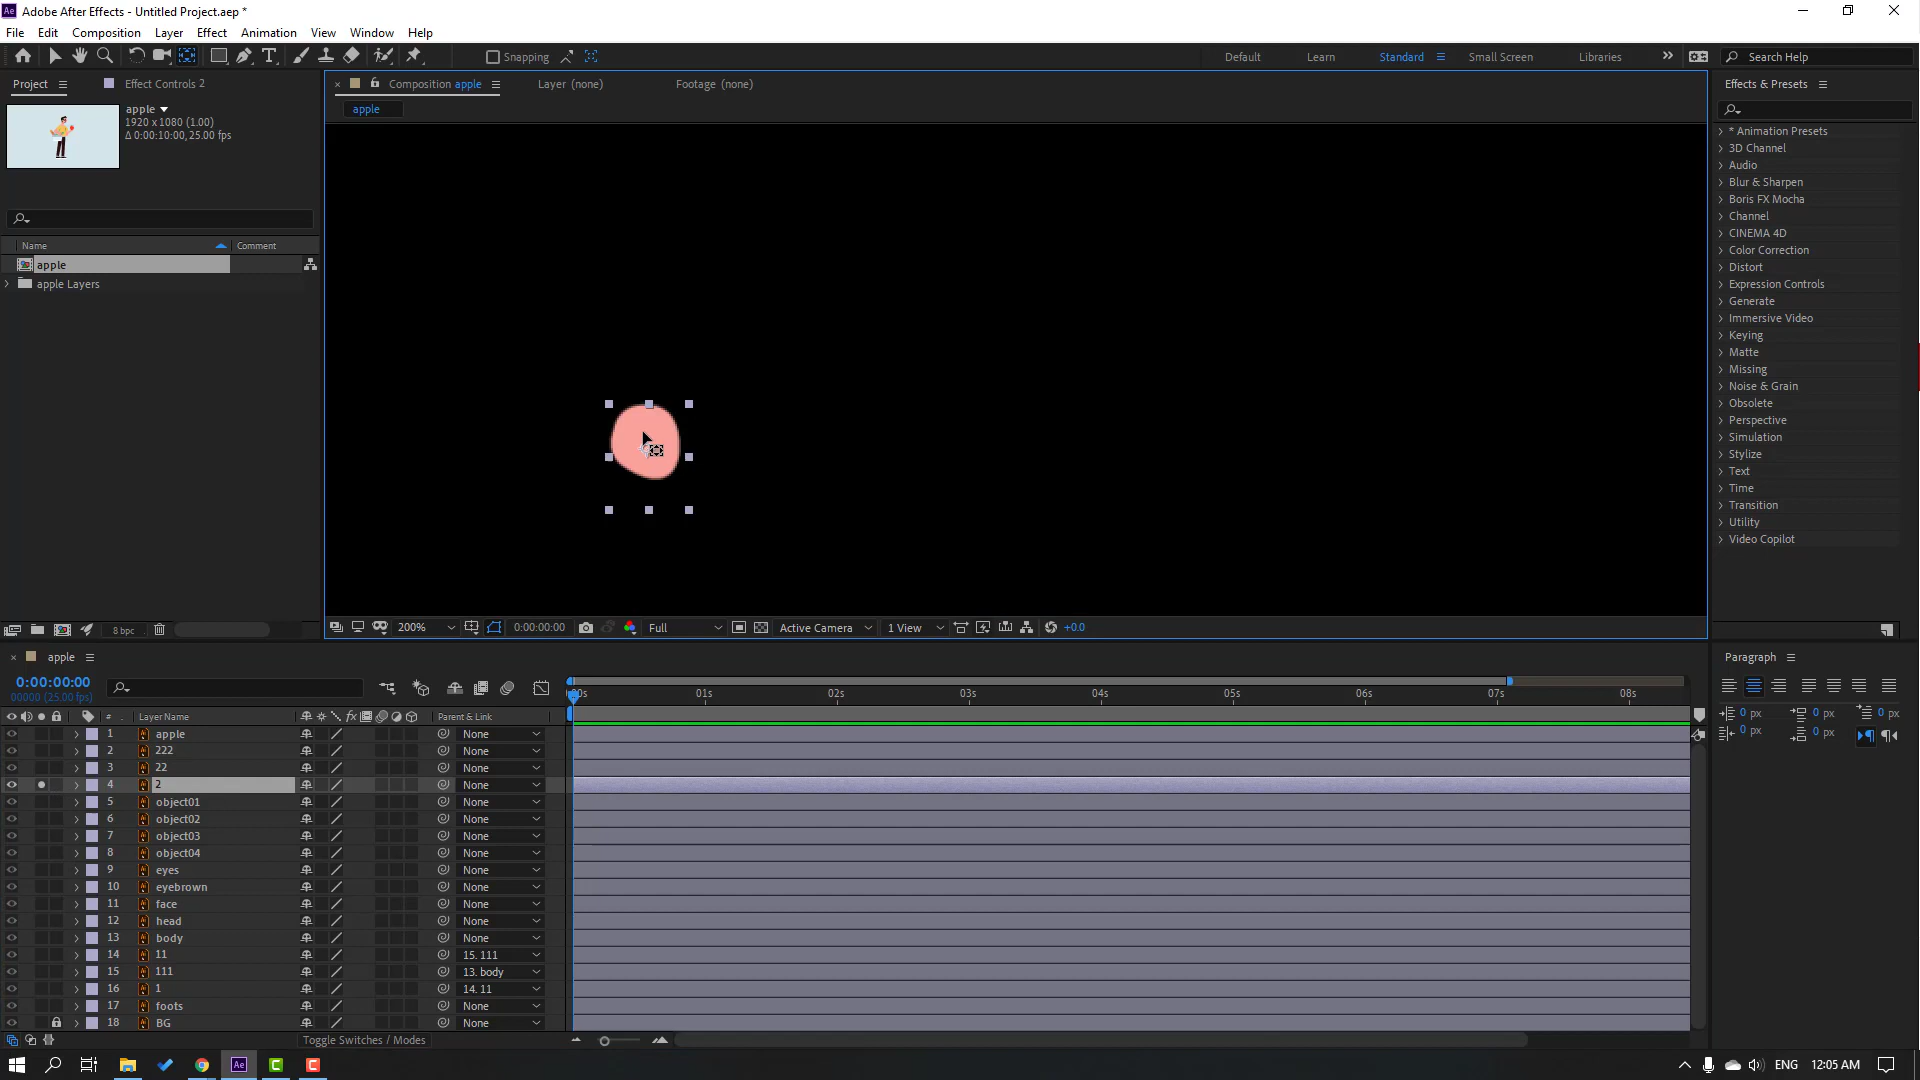 Adobe After Effects - Untitled Project.aep *
File Edit Composition Layer Effect Animation View Window Help
Snapping
Default Learn Standard Small Screen Libraries Search Help
Project Effect Controls 2
apple
1920 x 1080 (1.00)
Δ 0:00:10:00, 25.00 fps
Name Comment
apple
apple Layers
8 bpc
Composition apple Layer (none) Footage (none)
apple
200% 0:00:00:00 Full Active Camera 1 View +0.0
Effects & Presets
* Animation Presets
3D Channel
Audio
Blur & Sharpen
Boris FX Mocha
Channel
CINEMA 4D
Color Correction
Distort
Expression Controls
Generate
Immersive Video
Keying
Matte
Missing
Noise & Grain
Obsolete
Perspective
Simulation
Stylize
Text
Time
Transition
Utility
Video Copilot
Paragraph
0 px 0 px 0 px
0 px 0 px
apple
0:00:00:00
00000 (25.00 fps)
:00s 01s 02s 03s 04s 05s 06s 07s 08s
# Layer Name fx Parent & Link
1 apple None
2 222 None
3 22 None
4 2 None
5 object01 None
6 object02 None
7 object03 None
8 object04 None
9 eyes None
10 eyebrown None
11 face None
12 head None
13 body None
14 11 15. 111
15 111 13. body
16 1 14. 11
17 foots None
18 BG None
Toggle Switches / Modes
Ae ENG 12:05 AM